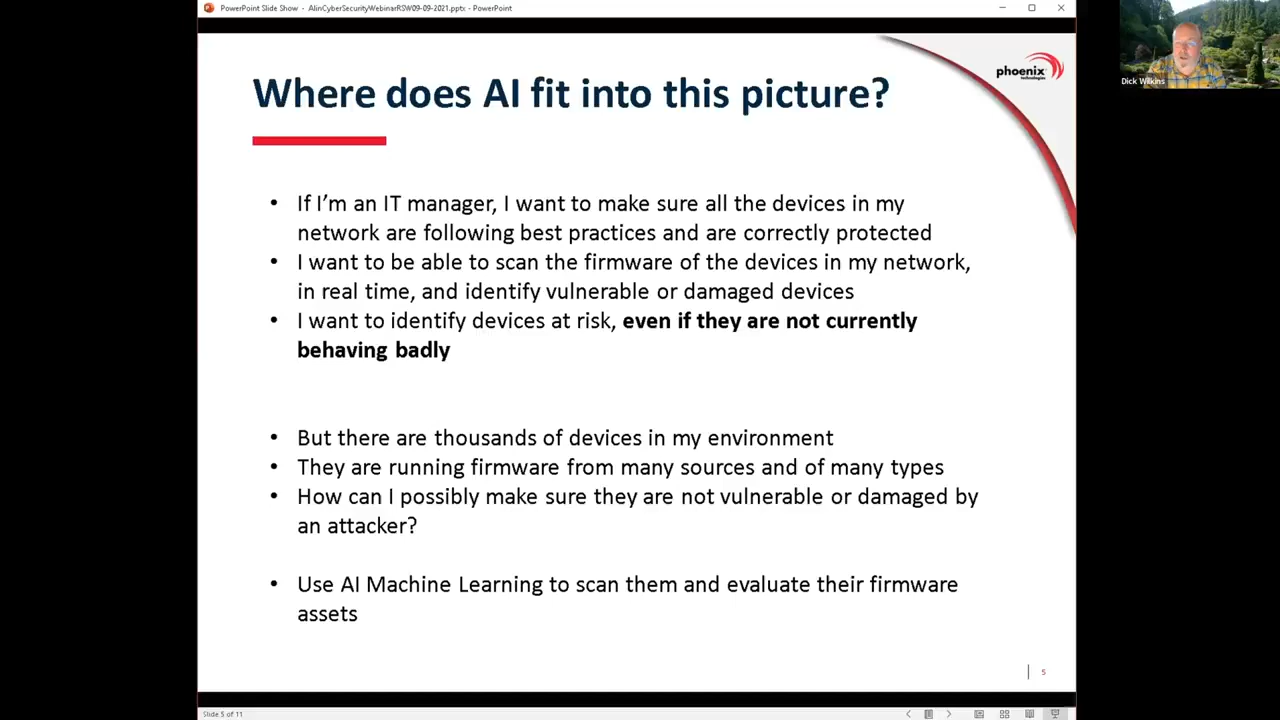 PowerPoint Slide Show - AIinCyberSecurityWebinarRSW09-09-2021.pptx - PowerPoint
Dick Wilkins
phoenix
technologies
Where does AI fit into this picture?
• If I’m an IT manager, I want to make sure all the devices in my
network are following best practices and are correctly protected
• I want to be able to scan the firmware of the devices in my network,
in real time, and identify vulnerable or damaged devices
• I want to identify devices at risk, even if they are not currently
behaving badly
• But there are thousands of devices in my environment
• They are running firmware from many sources and of many types
• How can I possibly make sure they are not vulnerable or damaged by
an attacker?
• Use AI Machine Learning to scan them and evaluate their firmware
assets
5
Slide 5 of 11